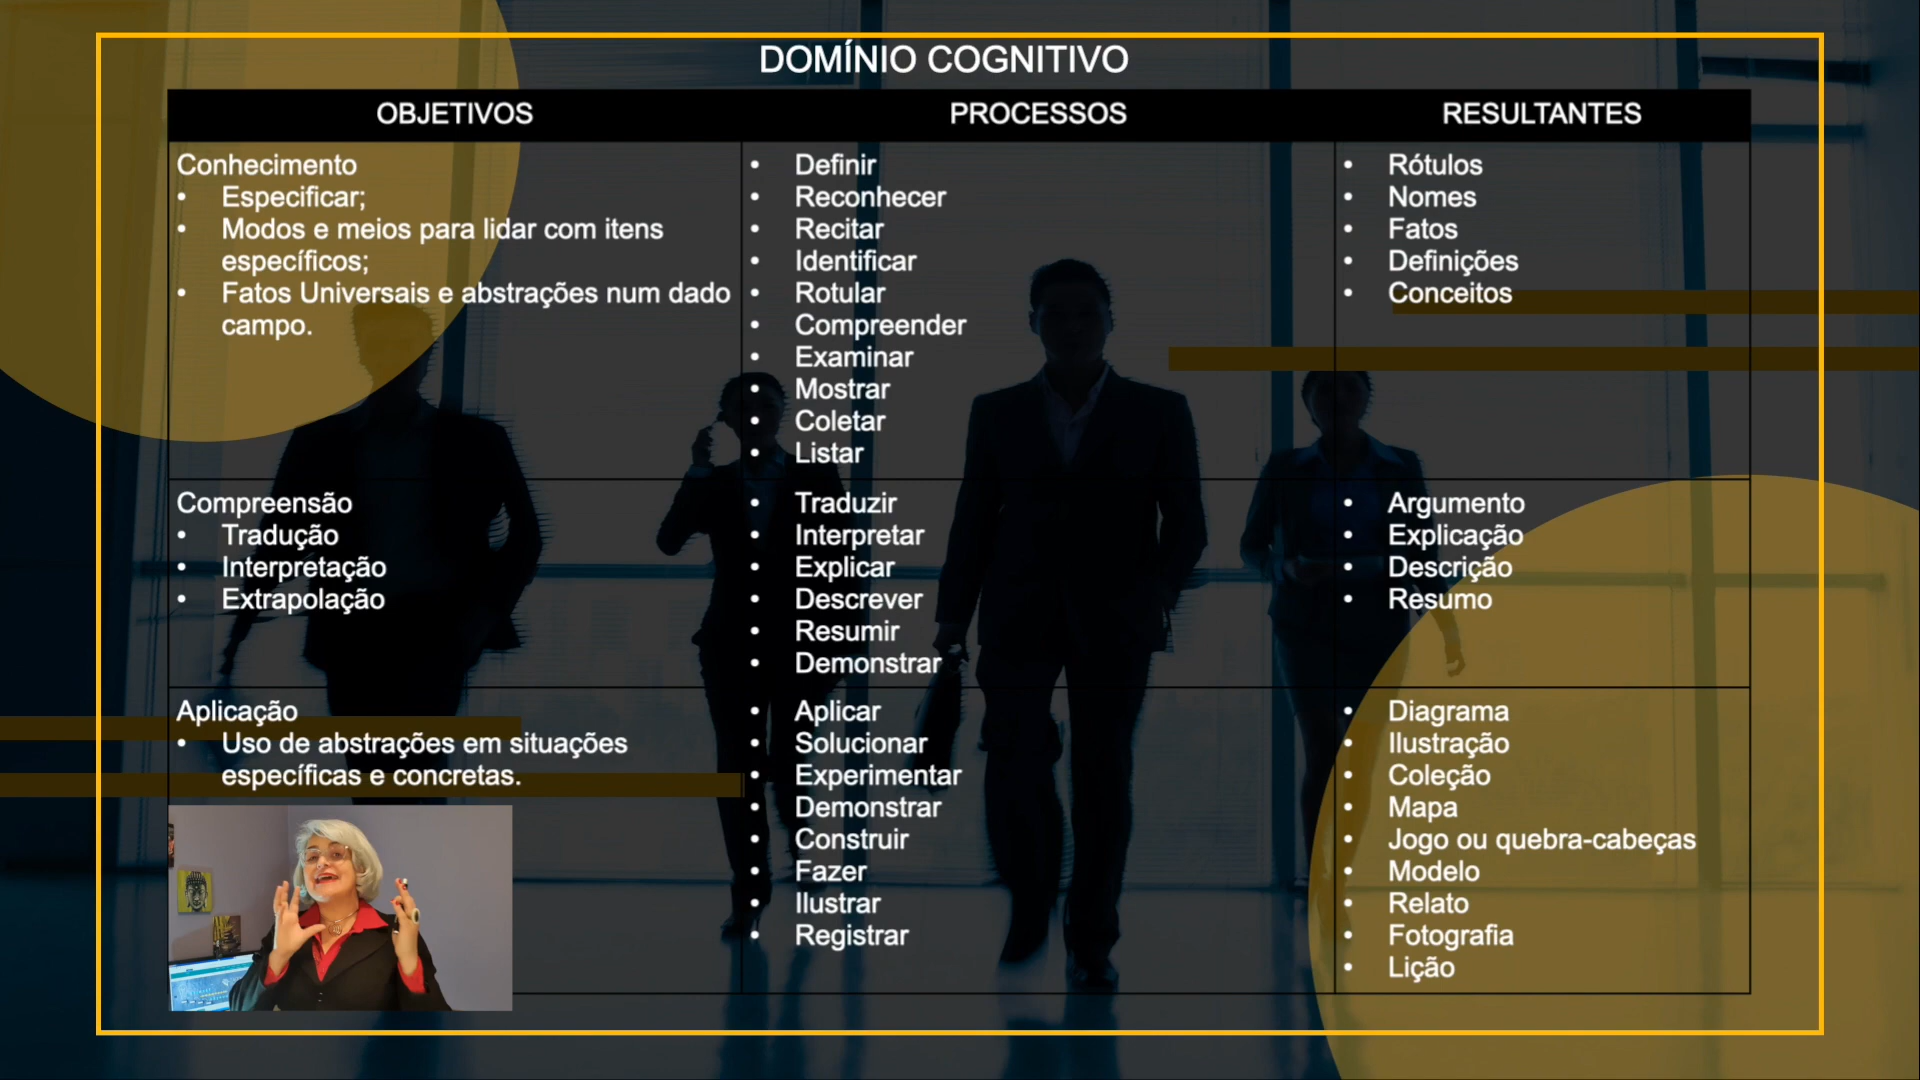 DOMÍNIO COGNITIVO
OBJETIVOS
PROCESSOS
RESULTANTES
Conhecimento
• Especificar;
• Modos e meios para lidar com itens
específicos;
• Fatos Universais e abstrações num dado
campo.
• Definir
• Reconhecer
• Recitar
• Identificar
• Rotular
• Compreender
• Examinar
• Mostrar
• Coletar
• Listar
• Rótulos
• Nomes
• Fatos
• Definições
• Conceitos
Compreensão
• Tradução
• Interpretação
• Extrapolação
• Traduzir
• Interpretar
• Explicar
• Descrever
• Resumir
• Demonstrar
• Argumento
• Explicação
• Descrição
• Resumo
Aplicação
• Uso de abstrações em situações
específicas e concretas.
• Aplicar
• Solucionar
• Experimentar
• Demonstrar
• Construir
• Fazer
• Ilustrar
• Registrar
• Diagrama
• Ilustração
• Coleção
• Mapa
• Jogo ou quebra-cabeças
• Modelo
• Relato
• Fotografia
• Lição